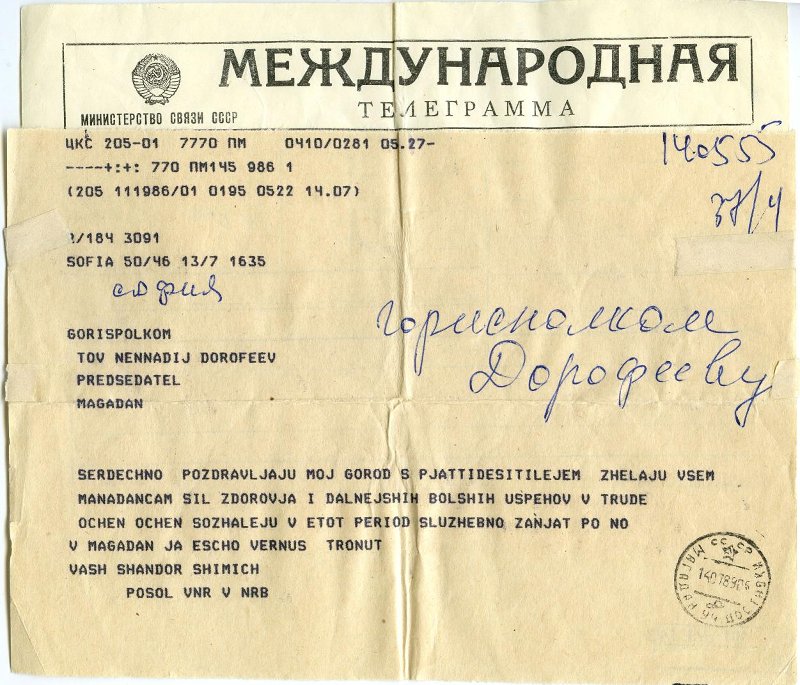 МЕЖДУНАРОДНАЯ
ТЕЛЕГРАММА
МИНИСТЕРСТВО СВЯЗИ СССР
ЦКС 205-01 7770 ПМ 0410/0281 05.27-
----+:+: 770 ПМ145 986 1
(205 111986/01 0195 0522 14.07)
140555
37/4
/184 3091
SOFIA 50/46 13/7 1635
София
GORISPOLKOM
TOV NENNADIJ DOROFEEV
PREDSEDATEL
MAGADAN
горисполком
Дорофееву
SERDECHNO POZDRAVLJAJU MOJ GOROD S PJATTIDESITILEJEM ZHELAJU VSEM
MANADANCAM SIL ZDOROVJA I DALNEJSHIH BOLSHIH USPEHOV V TRUDE
OCHEN OCHEN SOZHALEJU V ETOT PERIOD SLUZHEBNO ZANJAT PO NO
V MAGADAN JA ESCHO VERNUS TRONUT
VASH SHANDOR SHIMICH
POSOL VNR V NRB